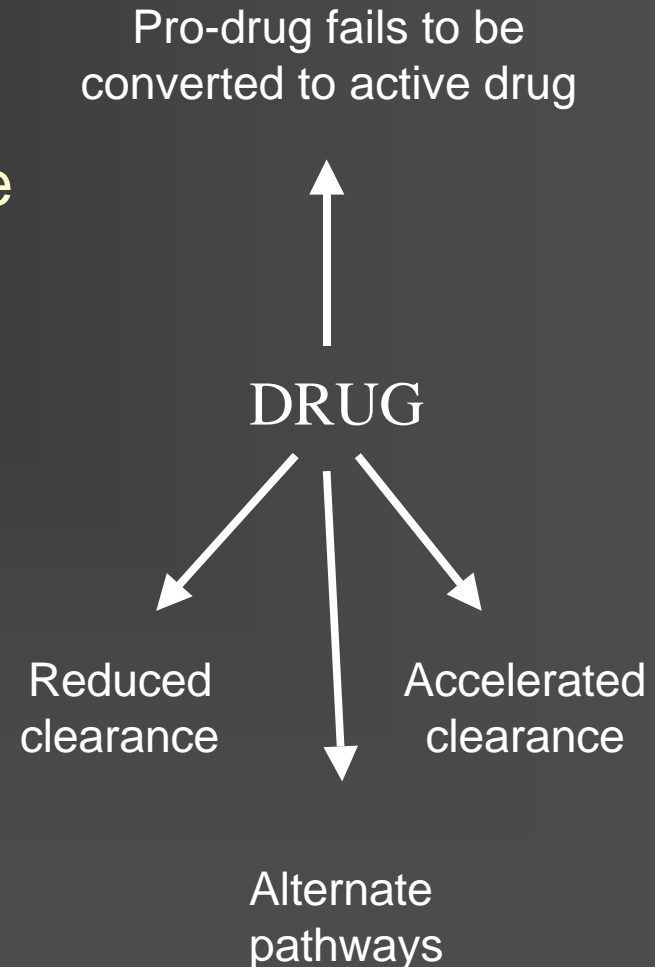 Pro-drug fails to be
converted to active drug
e
DRUG
Reduced
clearance
Accelerated
clearance
Alternate
pathways